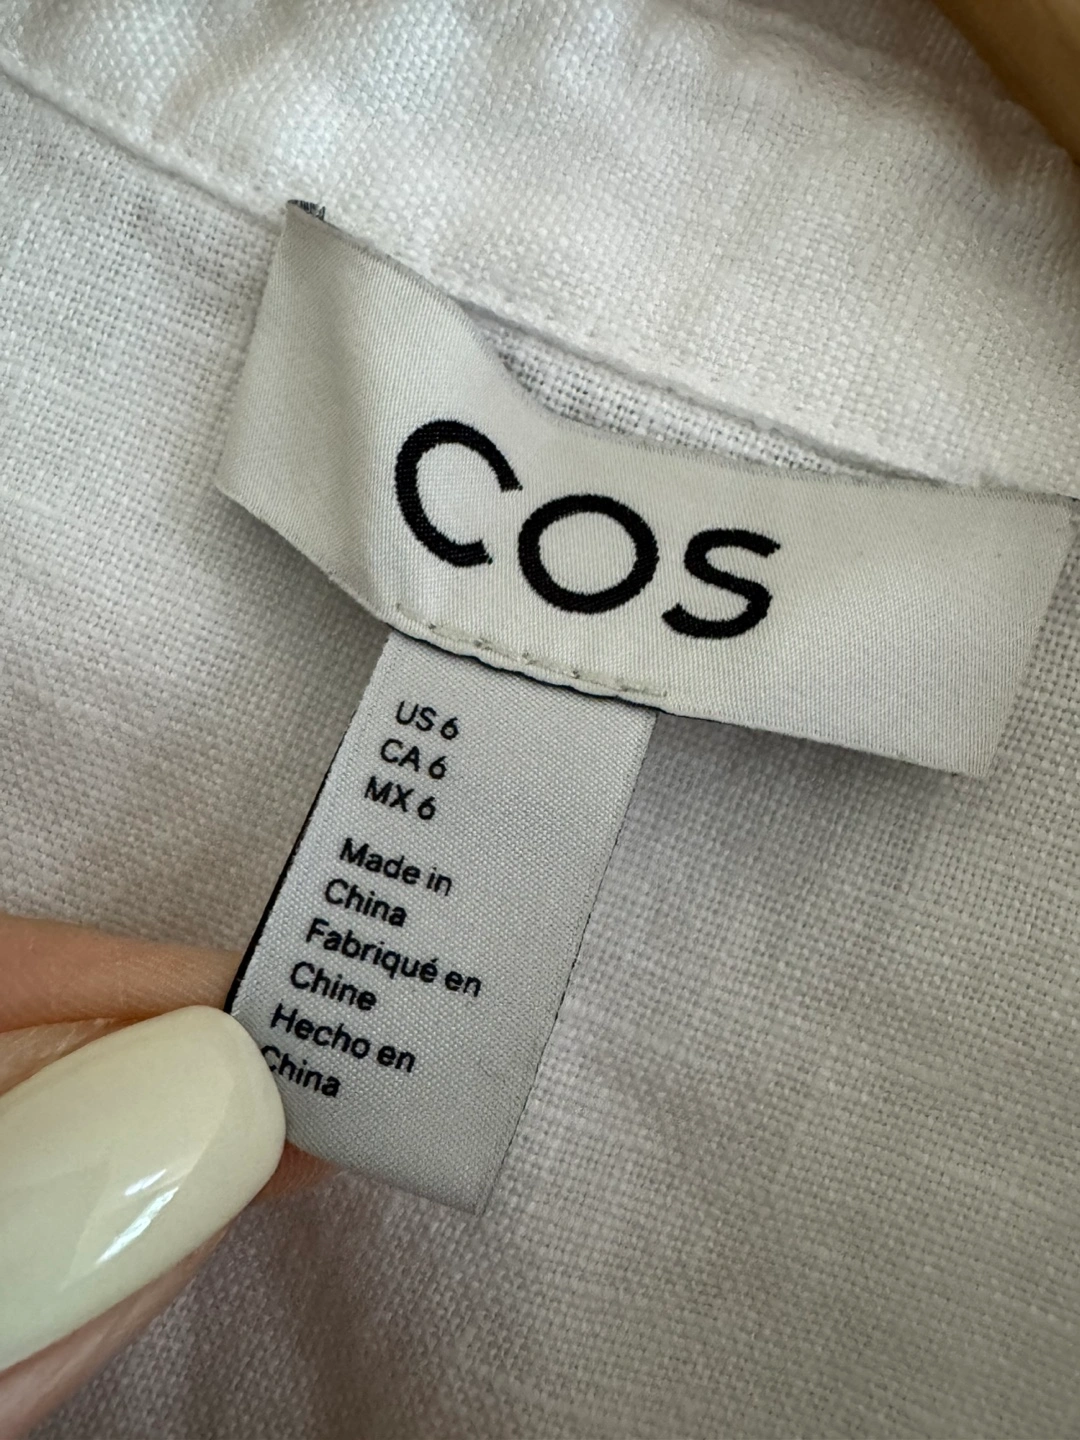 COS
US 6
CA 6
MX 6
Made in
China
Fabriqué en
Chine
Hecho en
China